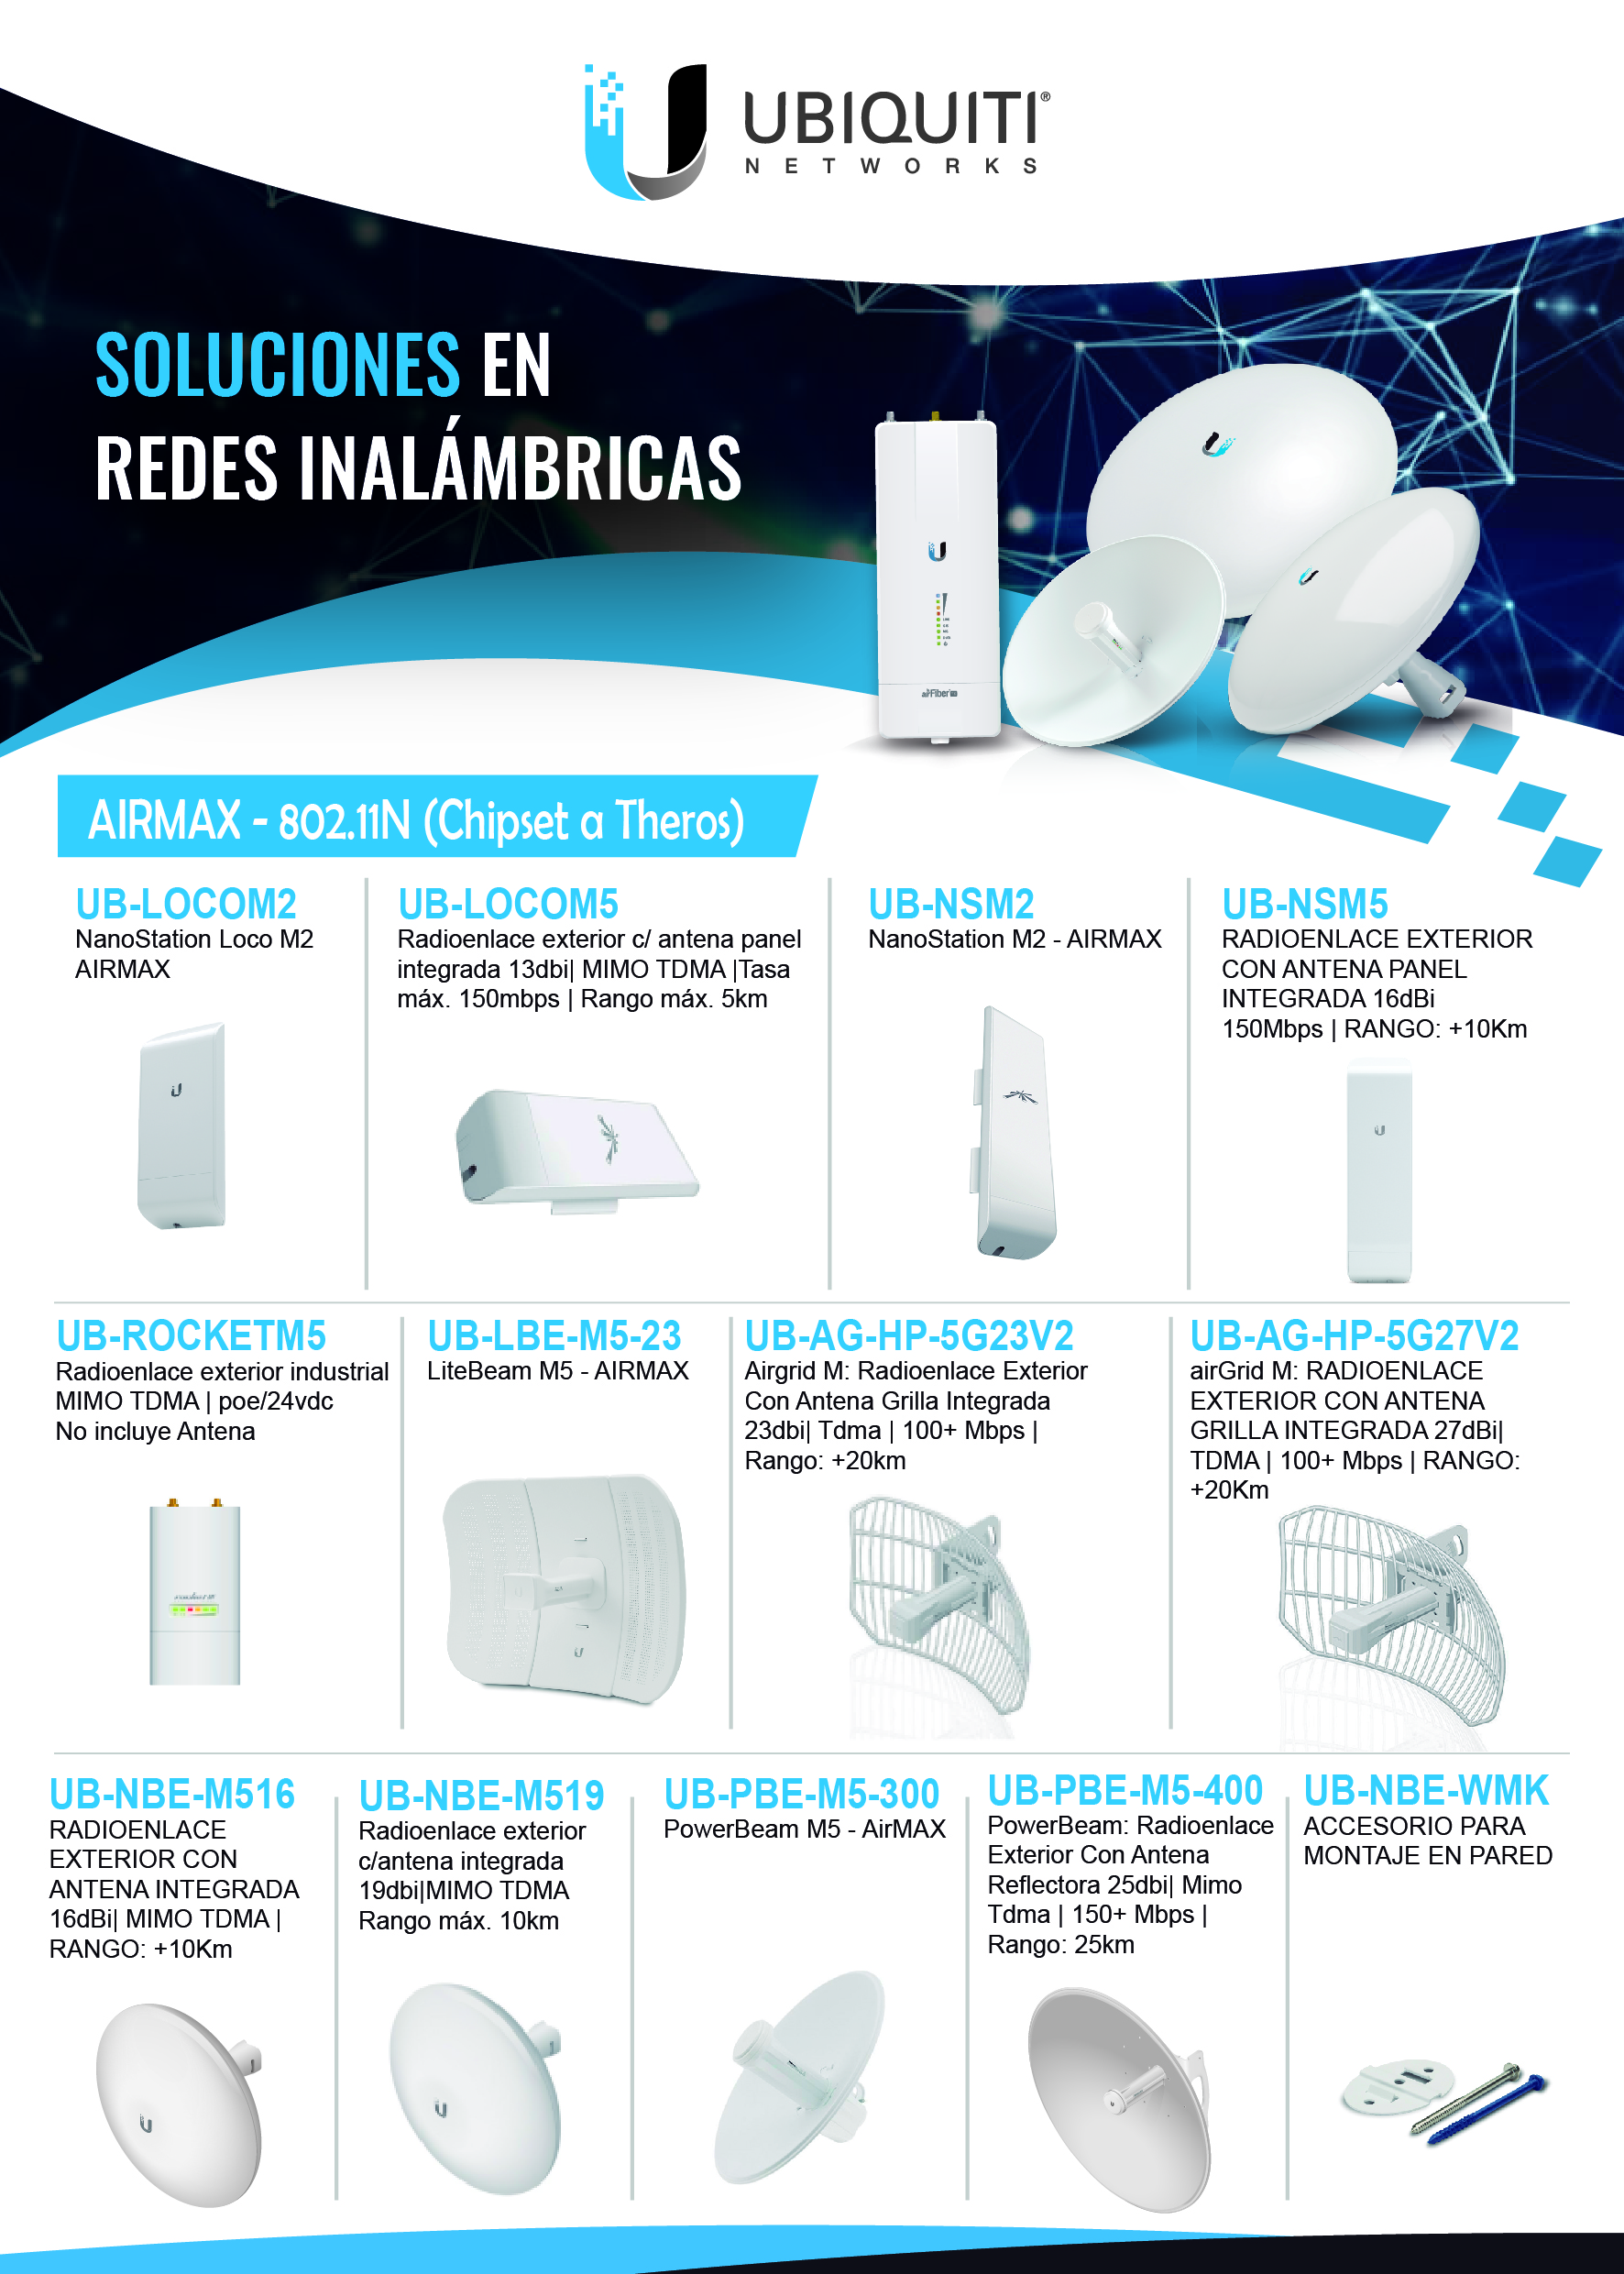 UBIQUITI®
NETWORKS
SOLUCIONES EN
REDES INALÁMBRICAS
airFiber
AIRMAX - 802.11N (Chipset a Theros)
UB-LOCOM2
NanoStation Loco M2
AIRMAX
UB-LOCOM5
Radioenlace exterior c/ antena panel
integrada 13dbi| MIMO TDMA |Tasa
máx. 150mbps | Rango máx. 5km
UB-NSM2
NanoStation M2 - AIRMAX
UB-NSM5
RADIOENLACE EXTERIOR
CON ANTENA PANEL
INTEGRADA 16dBi
150Mbps | RANGO: +10Km
UB-ROCKETM5
Radioenlace exterior industrial
MIMO TDMA | poe/24vdc
No incluye Antena
UB-LBE-M5-23
LiteBeam M5 - AIRMAX
UB-AG-HP-5G23V2
Airgrid M: Radioenlace Exterior
Con Antena Grilla Integrada
23dbi| Tdma | 100+ Mbps |
Rango: +20km
UB-AG-HP-5G27V2
airGrid M: RADIOENLACE
EXTERIOR CON ANTENA
GRILLA INTEGRADA 27dBi|
TDMA | 100+ Mbps | RANGO:
+20Km
UB-NBE-M516
RADIOENLACE
EXTERIOR CON
ANTENA INTEGRADA
16dBi| MIMO TDMA |
RANGO: +10Km
UB-NBE-M519
Radioenlace exterior
c/antena integrada
19dbi|MIMO TDMA
Rango máx. 10km
UB-PBE-M5-300
PowerBeam M5 - AirMAX
UB-PBE-M5-400
PowerBeam: Radioenlace
Exterior Con Antena
Reflectora 25dbi| Mimo
Tdma | 150+ Mbps |
Rango: 25km
UB-NBE-WMK
ACCESORIO PARA
MONTAJE EN PARED